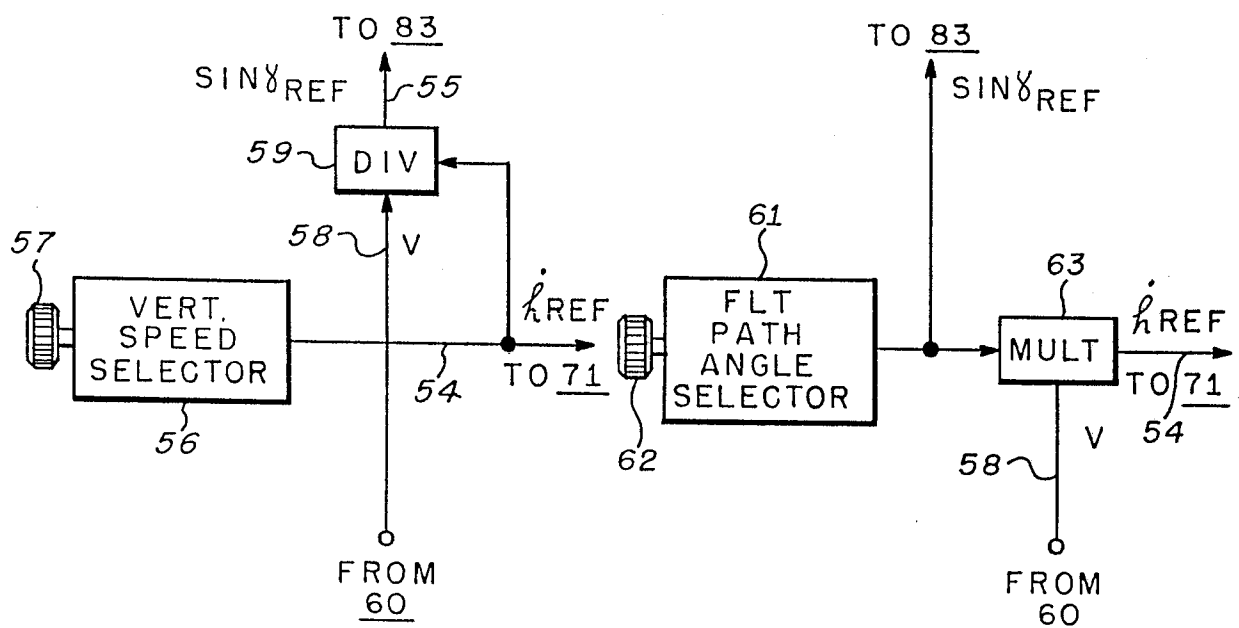 TO 83
SINγREF
55
59
DIV
58
V
57
VERT.
SPEED
SELECTOR
56
ḣREF
54
TO 71
FROM
60
TO 83
SINγREF
61
FLT
PATH
ANGLE
SELECTOR
62
63
MULT
ḣREF
TO 71
54
58
V
FROM
60